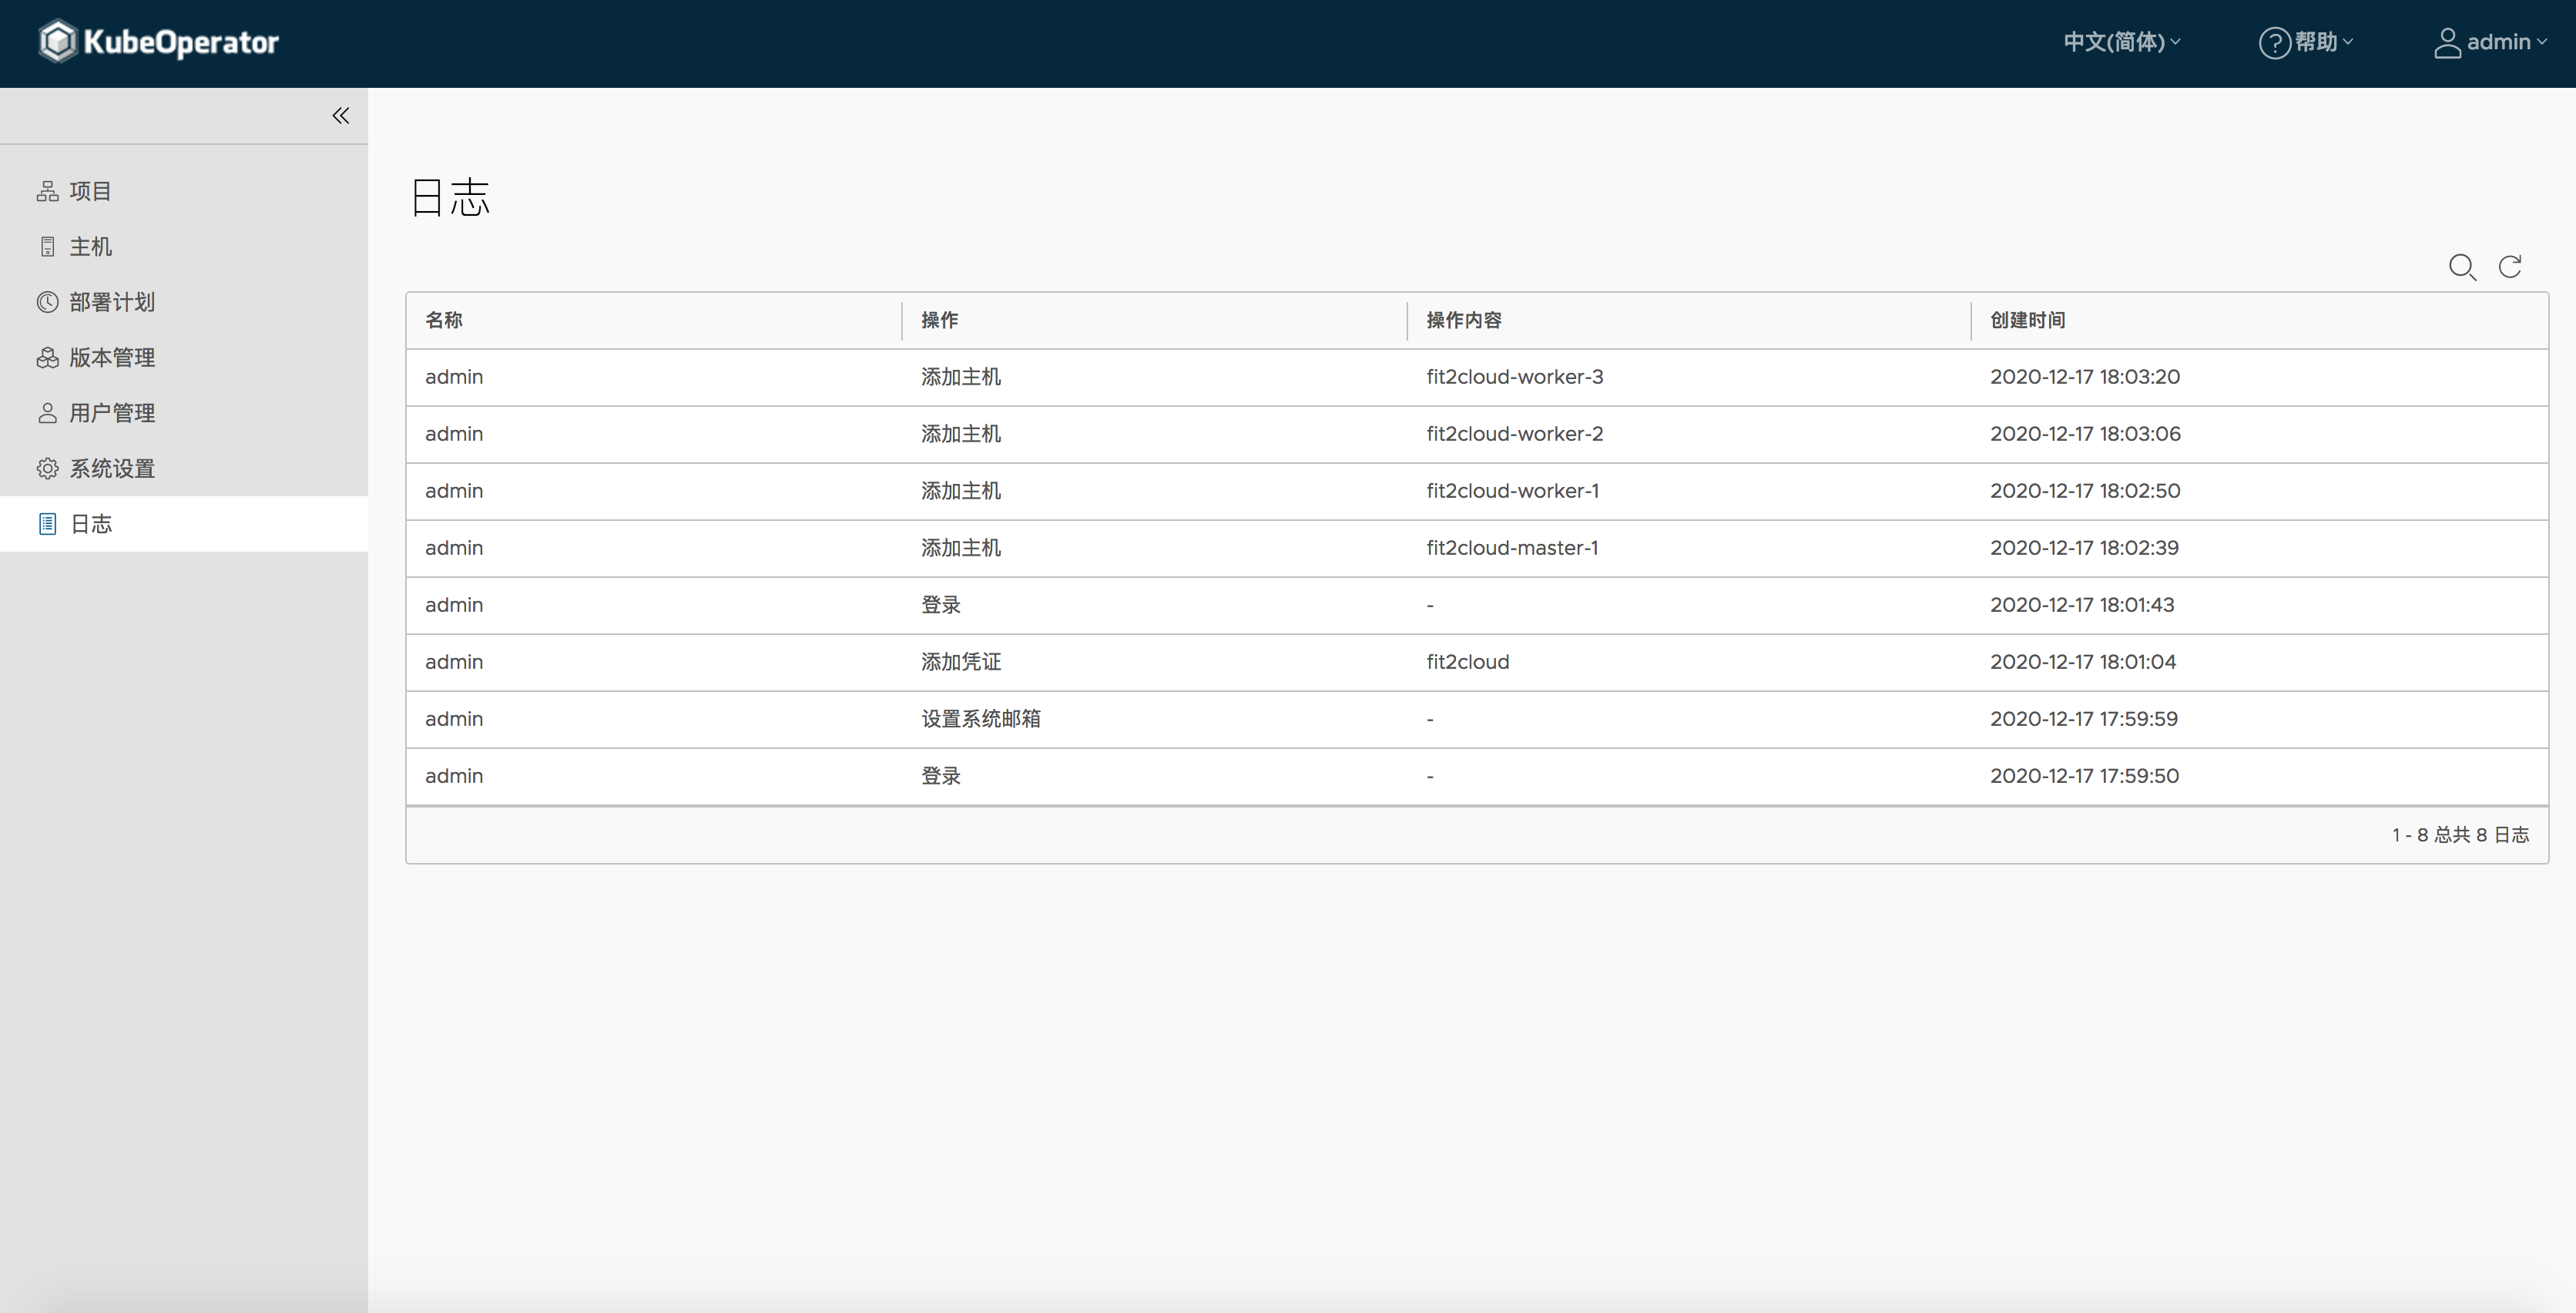 KubeOperator
中文(简体) 帮助 admin
项目
主机
部署计划
版本管理
用户管理
系统设置
日志
日志
名称 操作 操作内容 创建时间
admin 添加主机 fit2cloud-worker-3 2020-12-17 18:03:20
admin 添加主机 fit2cloud-worker-2 2020-12-17 18:03:06
admin 添加主机 fit2cloud-worker-1 2020-12-17 18:02:50
admin 添加主机 fit2cloud-master-1 2020-12-17 18:02:39
admin 登录 - 2020-12-17 18:01:43
admin 添加凭证 fit2cloud 2020-12-17 18:01:04
admin 设置系统邮箱 - 2020-12-17 17:59:59
admin 登录 - 2020-12-17 17:59:50
1 - 8 总共 8 日志